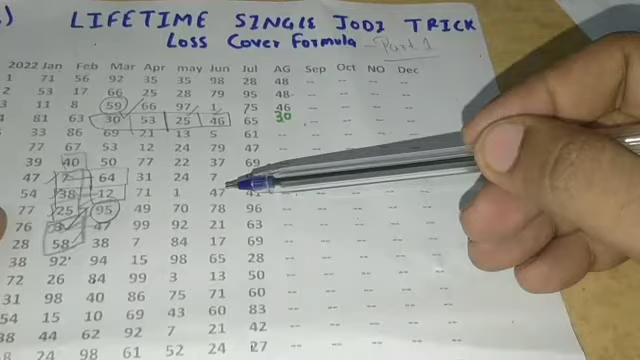 LIFETIME SINGLE JODI TRICK
Loss Cover Formula - Part 1
2022 Jan Feb Mar Apr may Jun Jul AG Sep Oct NO Dec
1 71 56 92 35 35 98 28 48 -- -- -- --
2 53 17 66 25 28 79 95 48 -- -- -- --
3 11 8 59 66 97 1 75 46 -- -- -- --
81 63 30 53 25 46 65 30 -- -- -- --
33 86 69 21 13 5 61 -- -- -- -- --
77 67 53 12 24 79 47 -- -- --
39 40 50 77 22 37 69
47 7 64 31 24 7
54 38 12 71 1 47 41
77 25 95 49 70 78 96 -- -- --
76 47 99 92 21 63 -- -- --
28 58 38 7 84 17 69 -- -- -- --
38 92 94 15 98 65 28 -- -- -- -- --
72 26 84 99 3 13 50 -- -- -- -- --
31 98 40 86 75 71 60 -- -- -- -- --
54 15 10 69 43 60 83 -- -- -- -- --
38 44 62 92 7 21 42 -- -- -- -- --
24 98 61 52 24 27 -- -- -- -- --